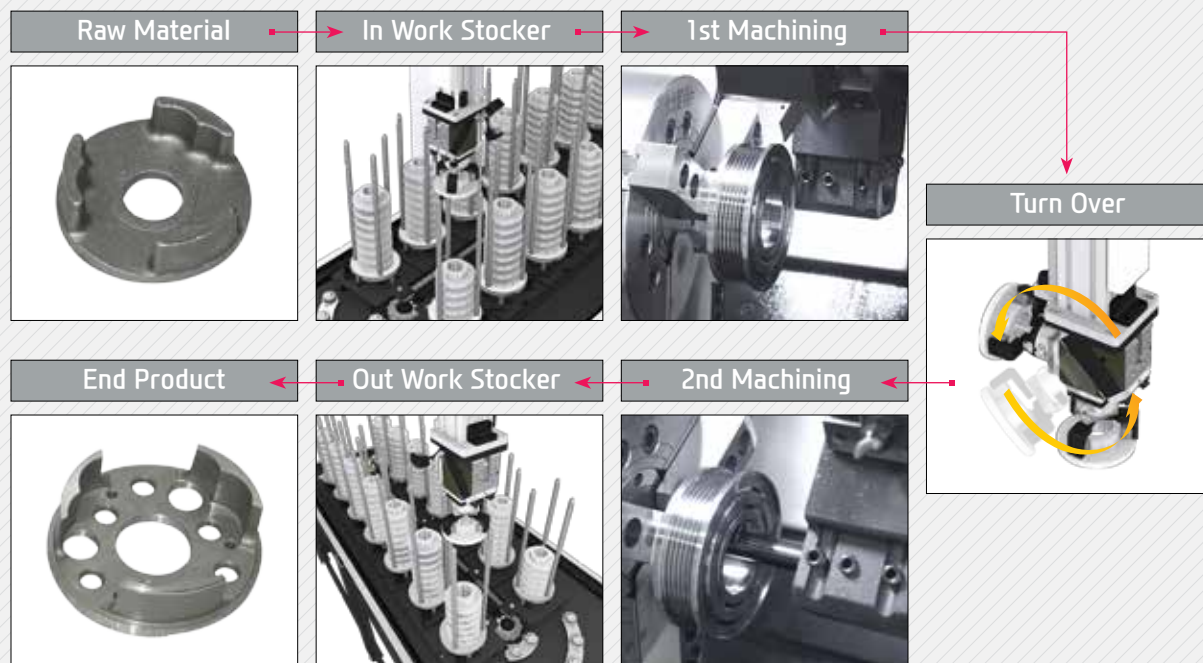 Raw Material
In Work Stocker
1st Machining
Turn Over
2nd Machining
Out Work Stocker
End Product